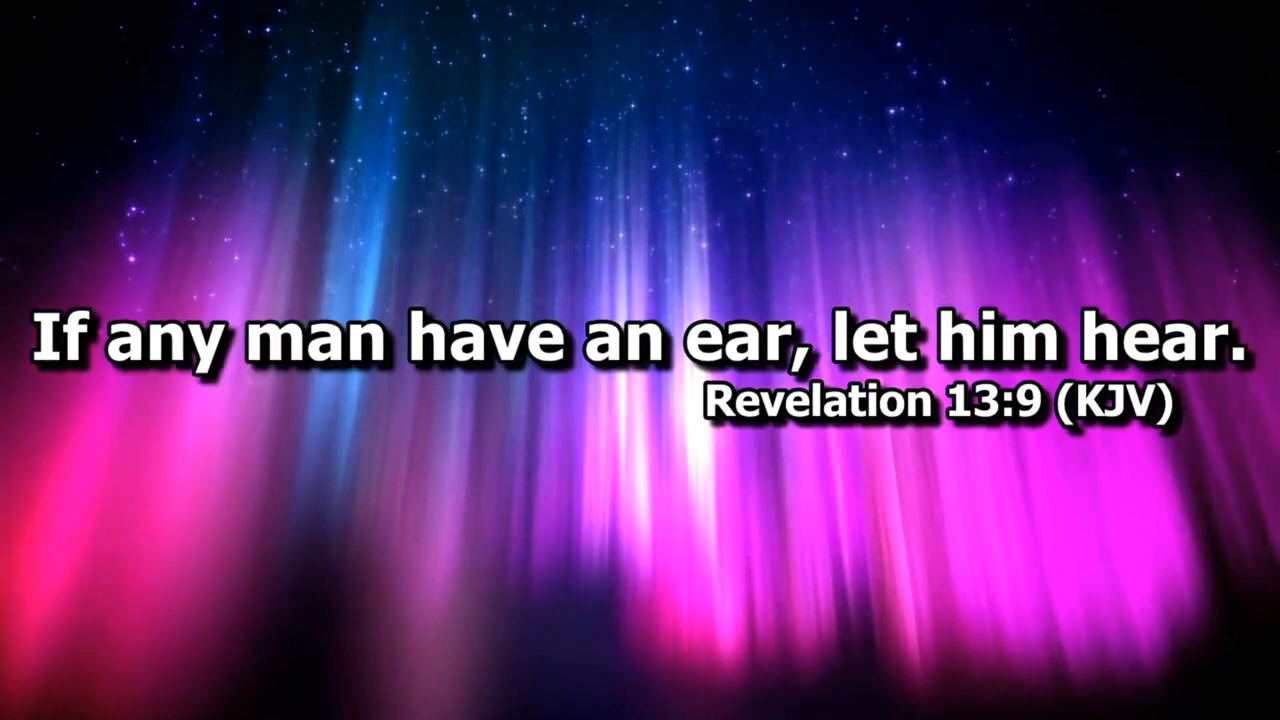 If any man have an ear, let him hear.
Revelation 13:9 (KJV)